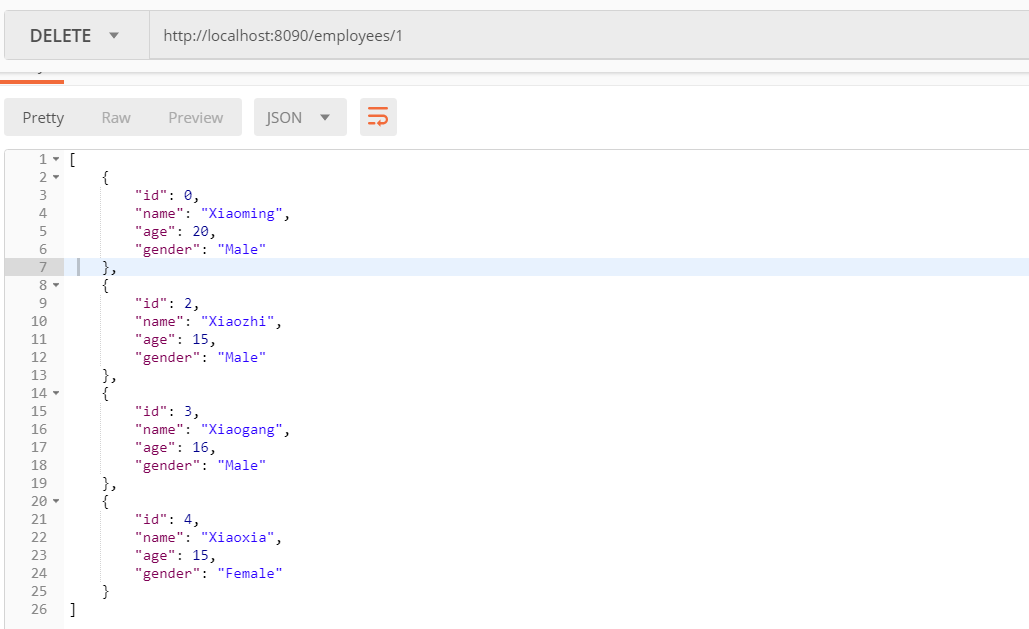 DELETE http://localhost:8090/employees/1
Pretty Raw Preview JSON
1 [
2 {
3 "id": 0,
4 "name": "Xiaoming",
5 "age": 20,
6 "gender": "Male"
7 },
8 {
9 "id": 2,
10 "name": "Xiaozhi",
11 "age": 15,
12 "gender": "Male"
13 },
14 {
15 "id": 3,
16 "name": "Xiaogang",
17 "age": 16,
18 "gender": "Male"
19 },
20 {
21 "id": 4,
22 "name": "Xiaoxia",
23 "age": 15,
24 "gender": "Female"
25 }
26 ]